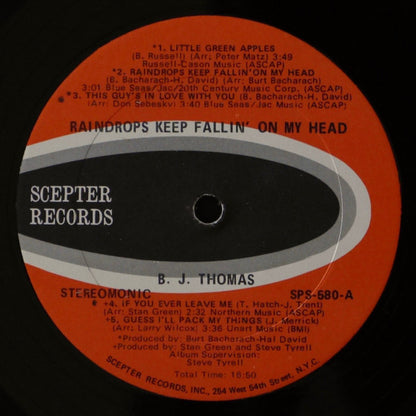 *1. LITTLE GREEN APPLES
(B. Russell) (Arr: Peter Matz) 3:49
Russell-Cason Music (ASCAP)
*2. RAINDROPS KEEP FALLIN' ON MY HEAD
(B. Bacharach-H. David) (Arr: Burt Bacharach)
3:01 Blue Seas/Jac/20th Century Music Corp. (ASCAP)
*3. THIS GUY'S IN LOVE WITH YOU (B. Bacharach-H. David)
(Arr: Don Sebeskv) 3:40 Blue Seas/Jac Music (ASCAP)
RAINDROPS KEEP FALLIN' ON MY HEAD
SCEPTER
RECORDS
B. J. THOMAS
STEREOMONIC
SPS-580-A
*4. IF YOU EVER LEAVE ME (T. Hatch-J. Trent)
(Arr: Stan Green) 2:32 Northern Music (ASCAP)
*5. GUESS I'LL PACK MY THINGS (J. Merrick)
(Arr: Larry Wilcox) 3:36 Unart Music (BMI)
*Produced by: Burt Bacharach-Hal David
*Produced by: Stan Green and Steve Tyrell
Album Supervision:
Steve Tyrell
Total Time: 16:50
SCEPTER RECORDS, INC., 254 West 54th Street, N.Y.C.